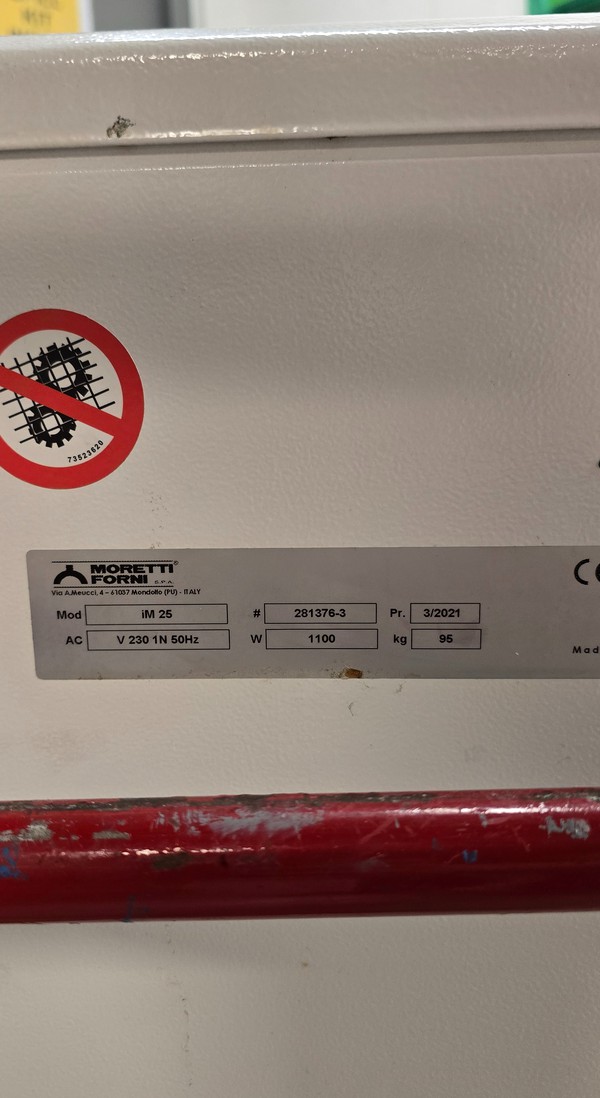 73523620
MORETTI
FORNI S.P.A.
Via A.Meucci, 4 – 61037 Mondolfo (PU) - ITALY
Mod iM 25 # 281376-3 Pr. 3/2021
AC V 230 1N 50Hz W 1100 kg 95
CE
Mad